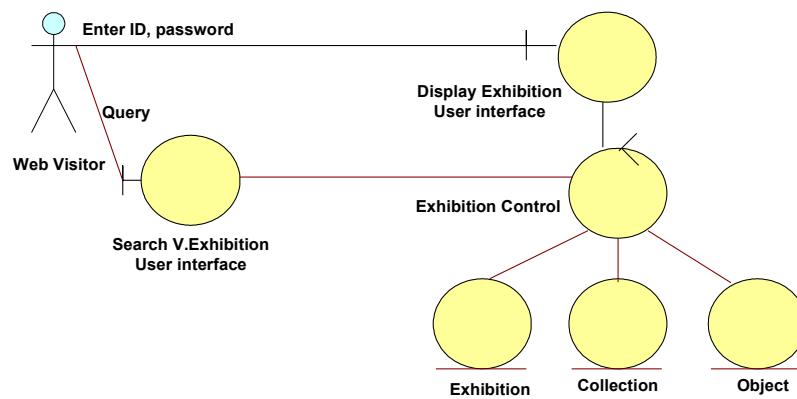 Enter ID, password
Display Exhibition
User interface
Query
Web Visitor
Exhibition Control
Search V.Exhibition
User interface
Exhibition
Collection
Object